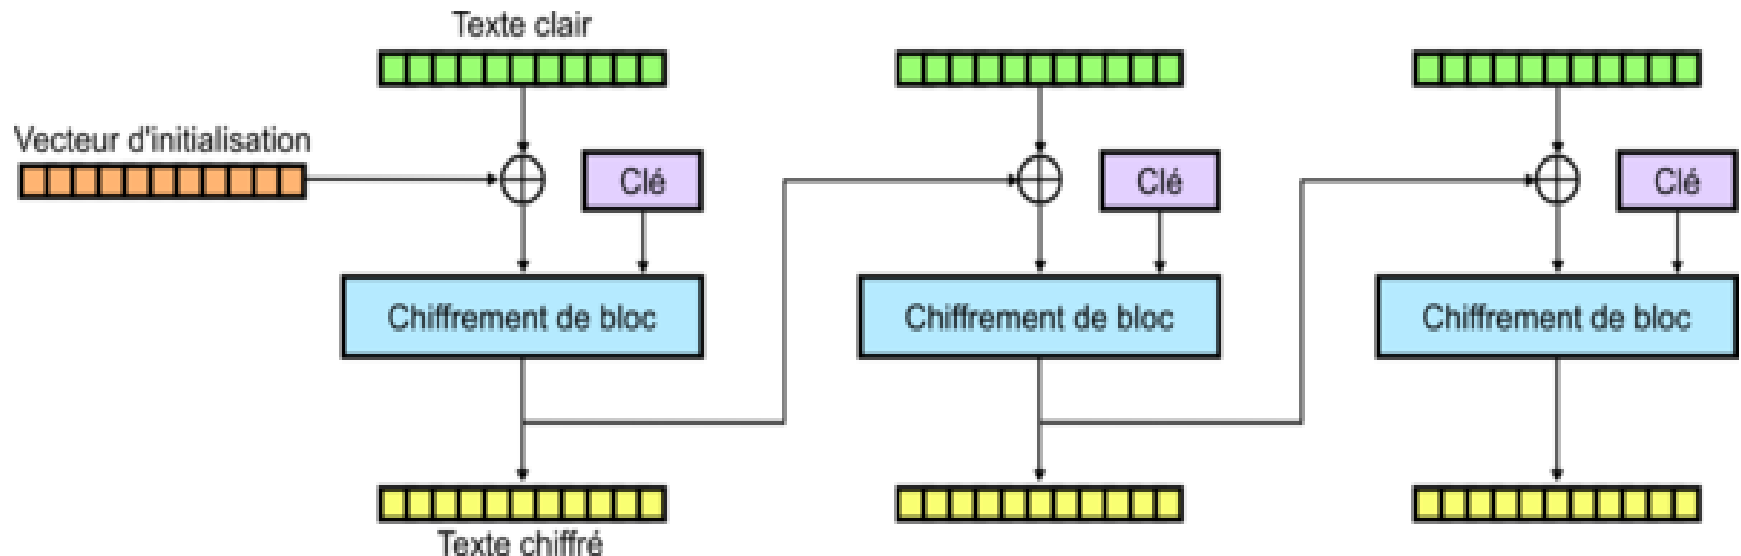 Texte clair
Vecteur d'initialisation
Clé
Clé
Clé
Chiffrement de bloc
Chiffrement de bloc
Chiffrement de bloc
Texte chiffré